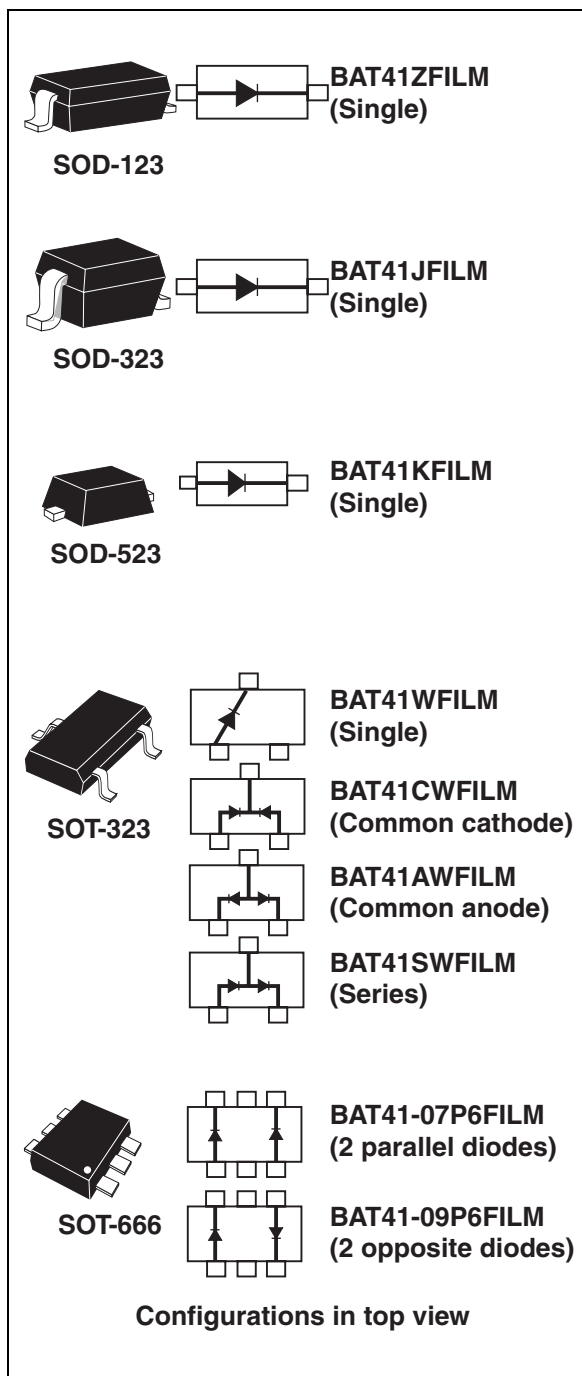 BAT41ZFILM
(Single)
SOD-123
BAT41JFILM
(Single)
SOD-323
BAT41KFILM
(Single)
SOD-523
BAT41WFILM
(Single)
SOT-323
BAT41CWFILM
(Common cathode)
BAT41AWFILM
(Common anode)
BAT41SWFILM
(Series)
BAT41-07P6FILM
(2 parallel diodes)
SOT-666
BAT41-09P6FILM
(2 opposite diodes)
Configurations in top view